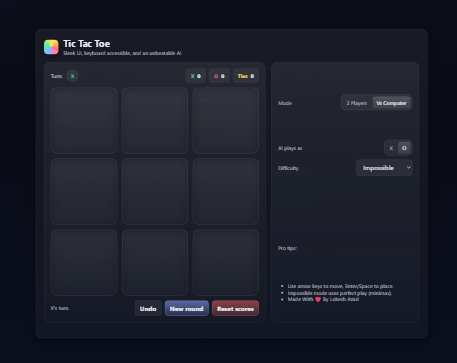 Tic Tac Toe
Sleek UI, keyboard accessible, and an unbeatable AI
Turn: X
X 0
O 0
Ties 0
Mode
2 Players
Vs Computer
AI plays as
X
O
Difficulty
Impossible
Pro tips:
• Use arrow keys to move, Enter/Space to place.
• Impossible mode uses perfect play (minimax).
• Made With ❤️ By Lokesh Azad
X's turn.
Undo
New round
Reset scores